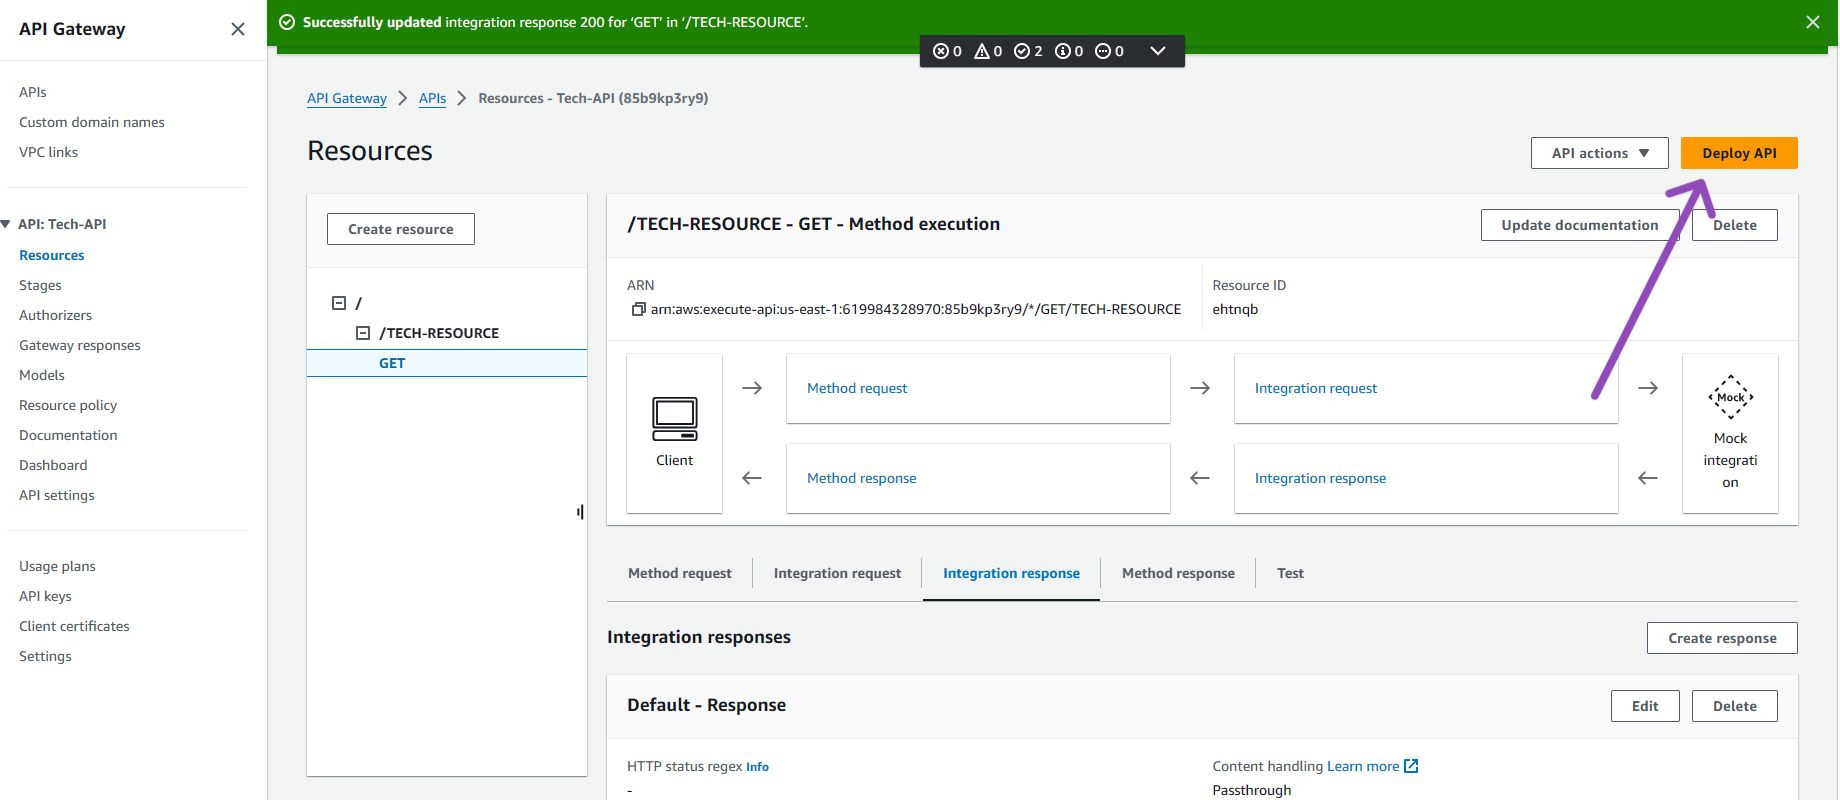 API Gateway
APIs
Custom domain names
VPC links
API: Tech-API
Resources
Stages
Authorizers
Gateway responses
Models
Resource policy
Documentation
Dashboard
API settings
Usage plans
API keys
Client certificates
Settings
Successfully updated integration response 200 for ‘GET’ in ‘/TECH-RESOURCE’.
0 0 2 0 0
API Gateway APIs Resources - Tech-API (85b9kp3ry9)
Resources
API actions
Deploy API
Create resource
/
/TECH-RESOURCE
GET
/TECH-RESOURCE - GET - Method execution
Update documentation
Delete
ARN
arn:aws:execute-api:us-east-1:619984328970:85b9kp3ry9/*/GET/TECH-RESOURCE
Resource ID
ehtnqb
Client
Method request
Integration request
Method response
Integration response
Mock
Mock
integrati
on
Method request Integration request Integration response Method response Test
Integration responses
Create response
Default - Response
Edit
Delete
HTTP status regex Info
-
Content handling Learn more
Passthrough